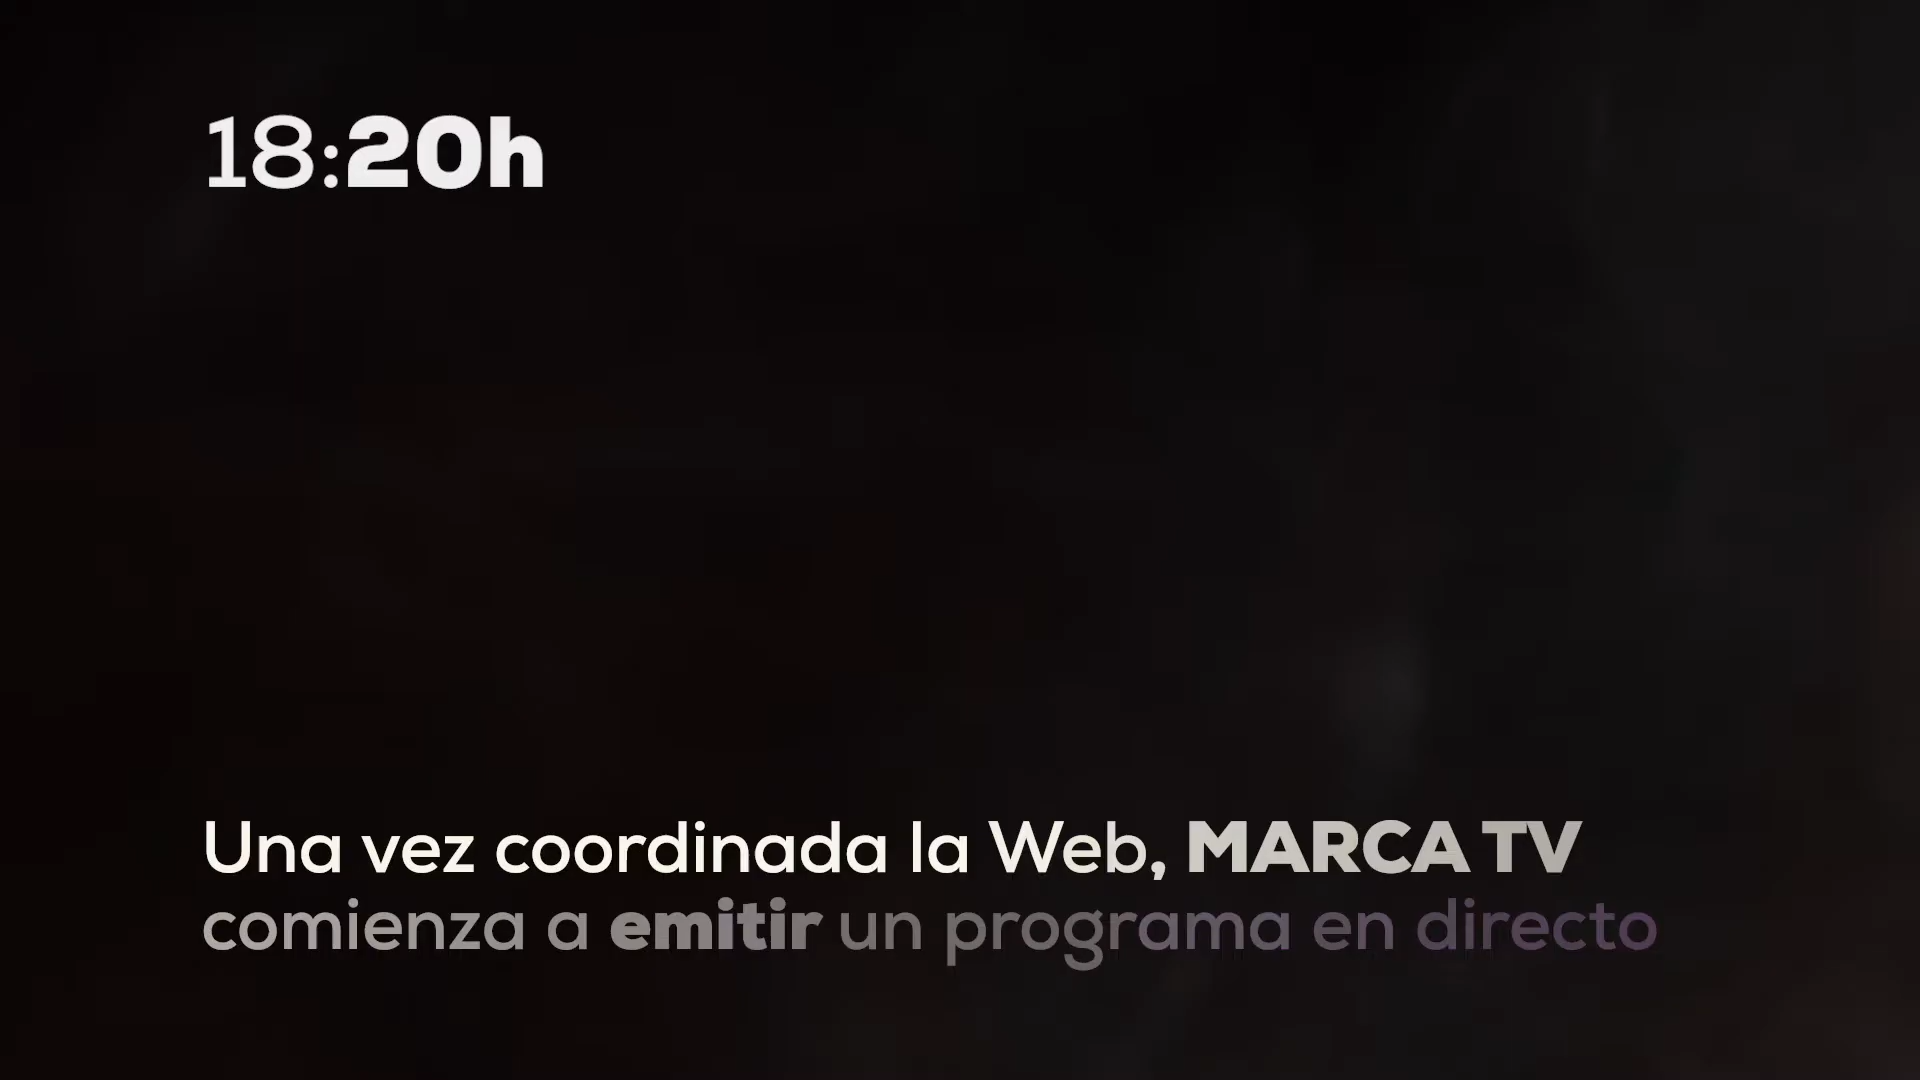 18:20h
Una vez coordinada la Web, MARCA TV
comienza a emitir un programa en directo